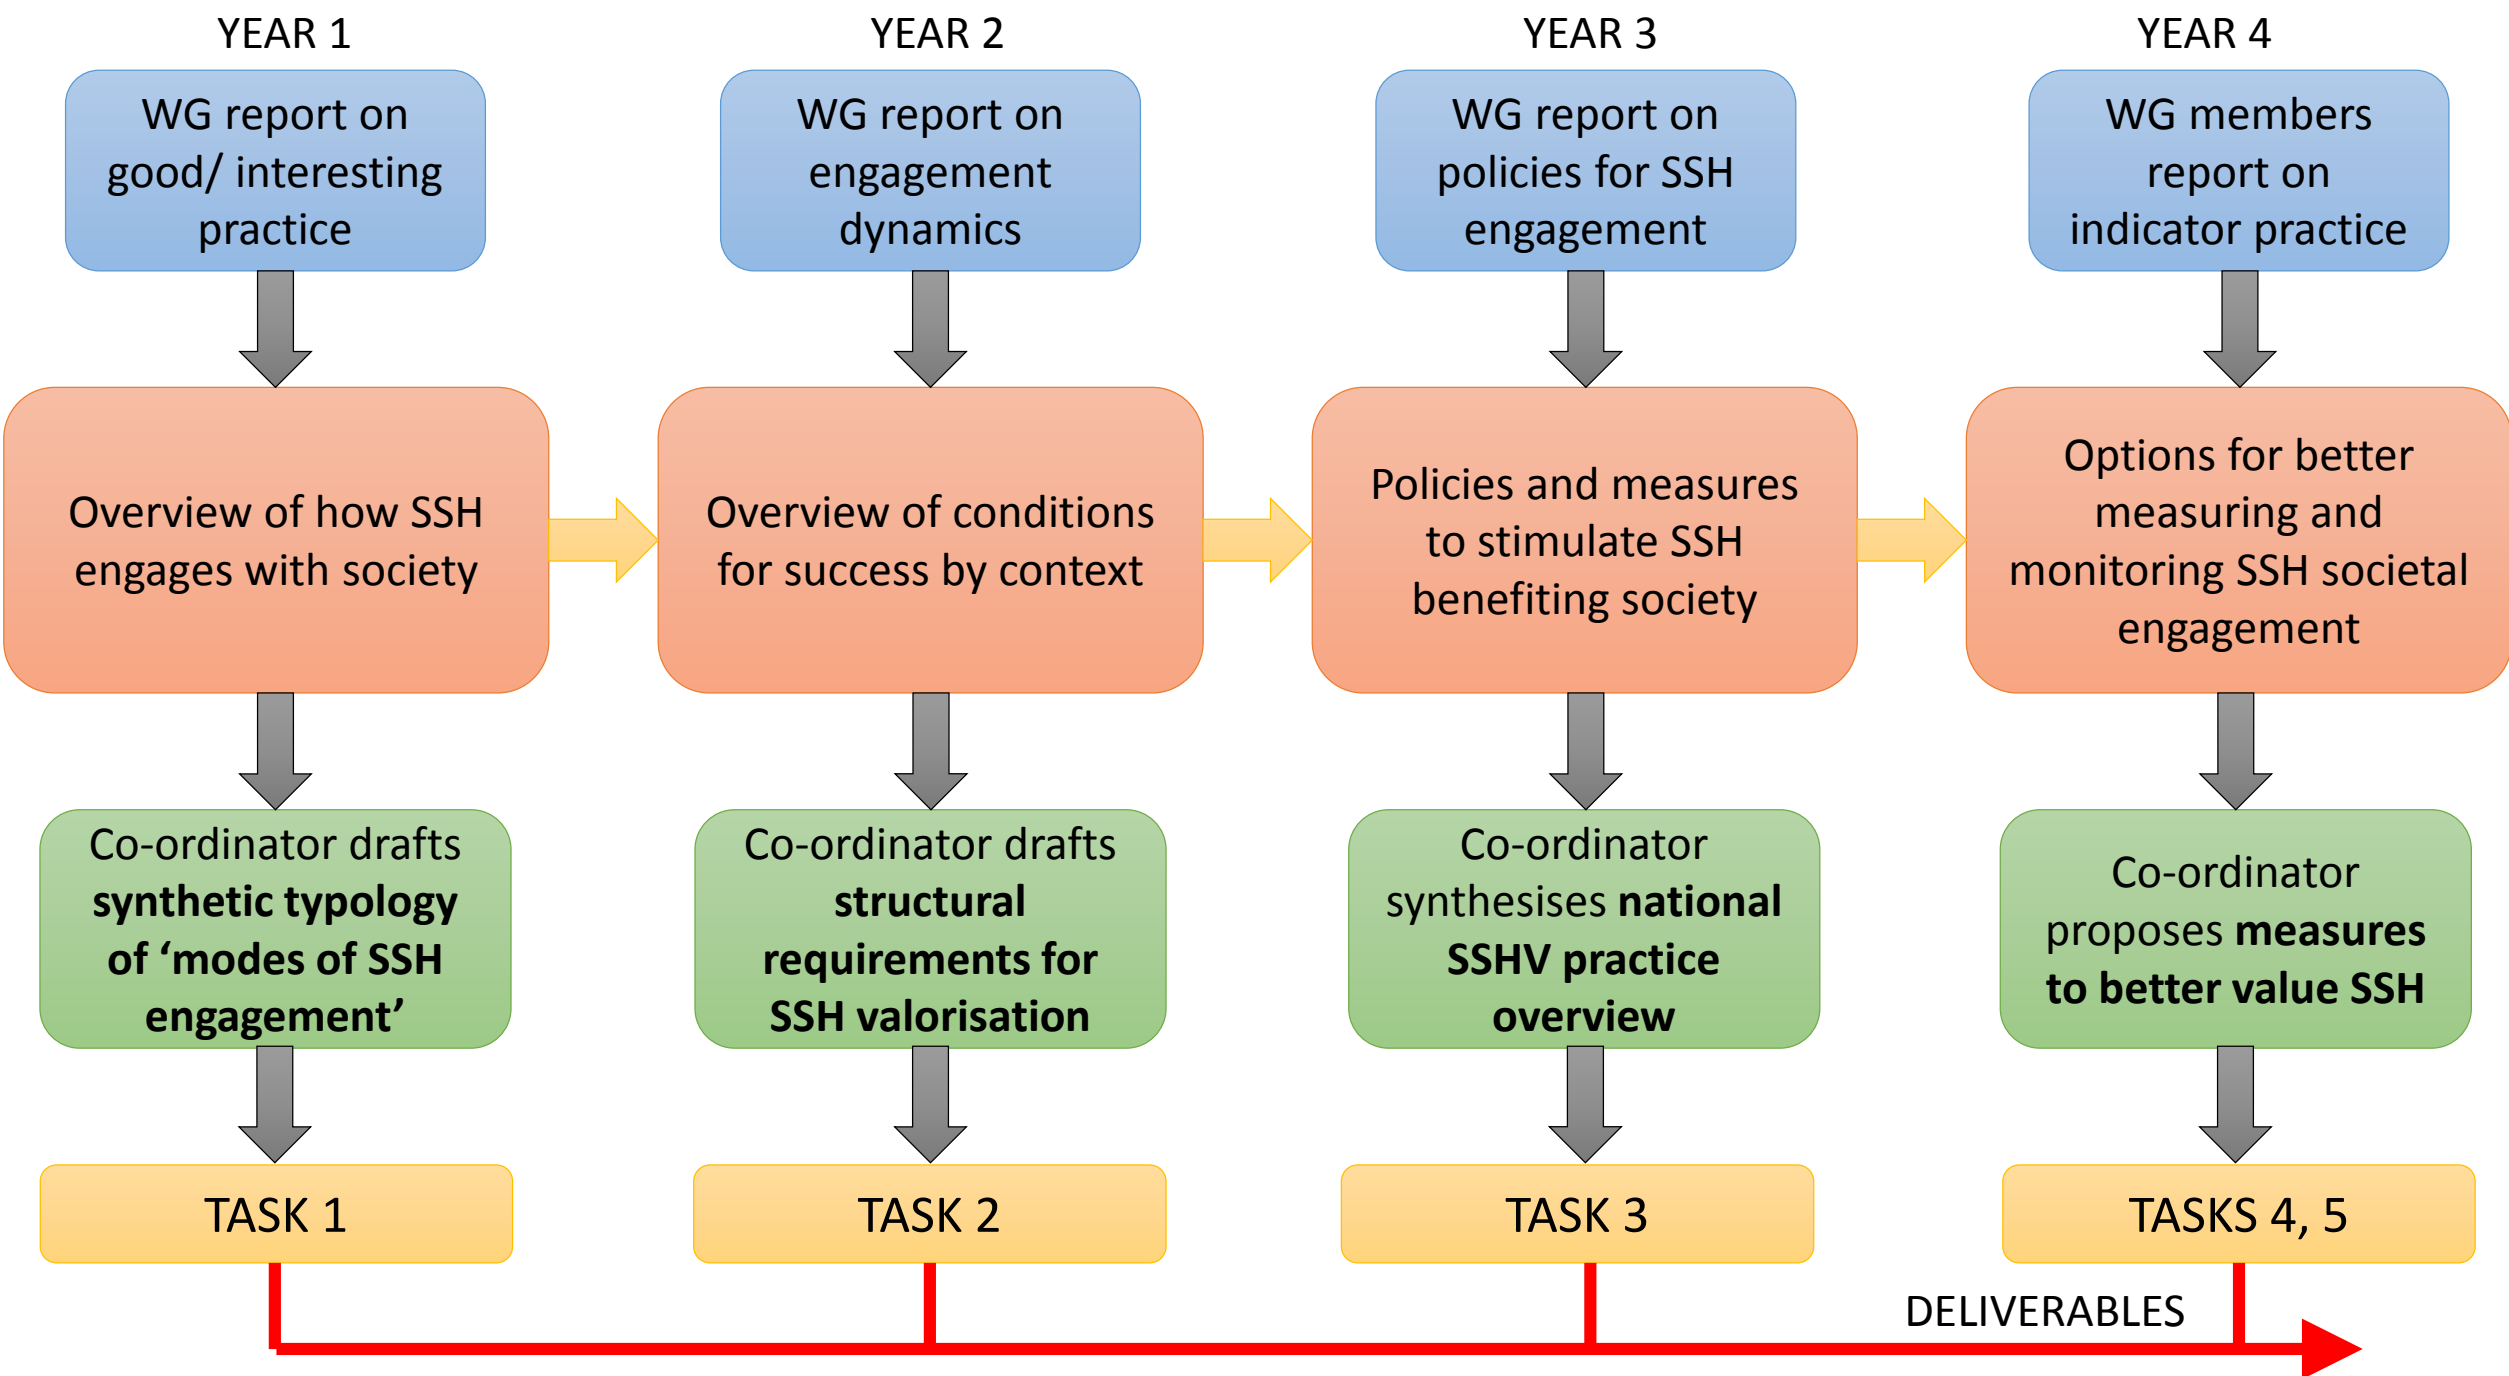 YEAR 1
YEAR 2
YEAR 3
YEAR 4
WG report on
good/ interesting
practice
WG report on
engagement
dynamics
WG report on
policies for SSH
engagement
WG members
report on
indicator practice
Overview of how SSH
engages with society
Overview of conditions
for success by context
Policies and measures
to stimulate SSH
benefiting society
Options for better
measuring and
monitoring SSH societal
engagement
Co-ordinator drafts
synthetic typology
of ‘modes of SSH
engagement’
Co-ordinator drafts
structural
requirements for
SSH valorisation
Co-ordinator
synthesises national
SSHV practice
overview
Co-ordinator
proposes measures
to better value SSH
TASK 1
TASK 2
TASK 3
TASKS 4, 5
DELIVERABLES